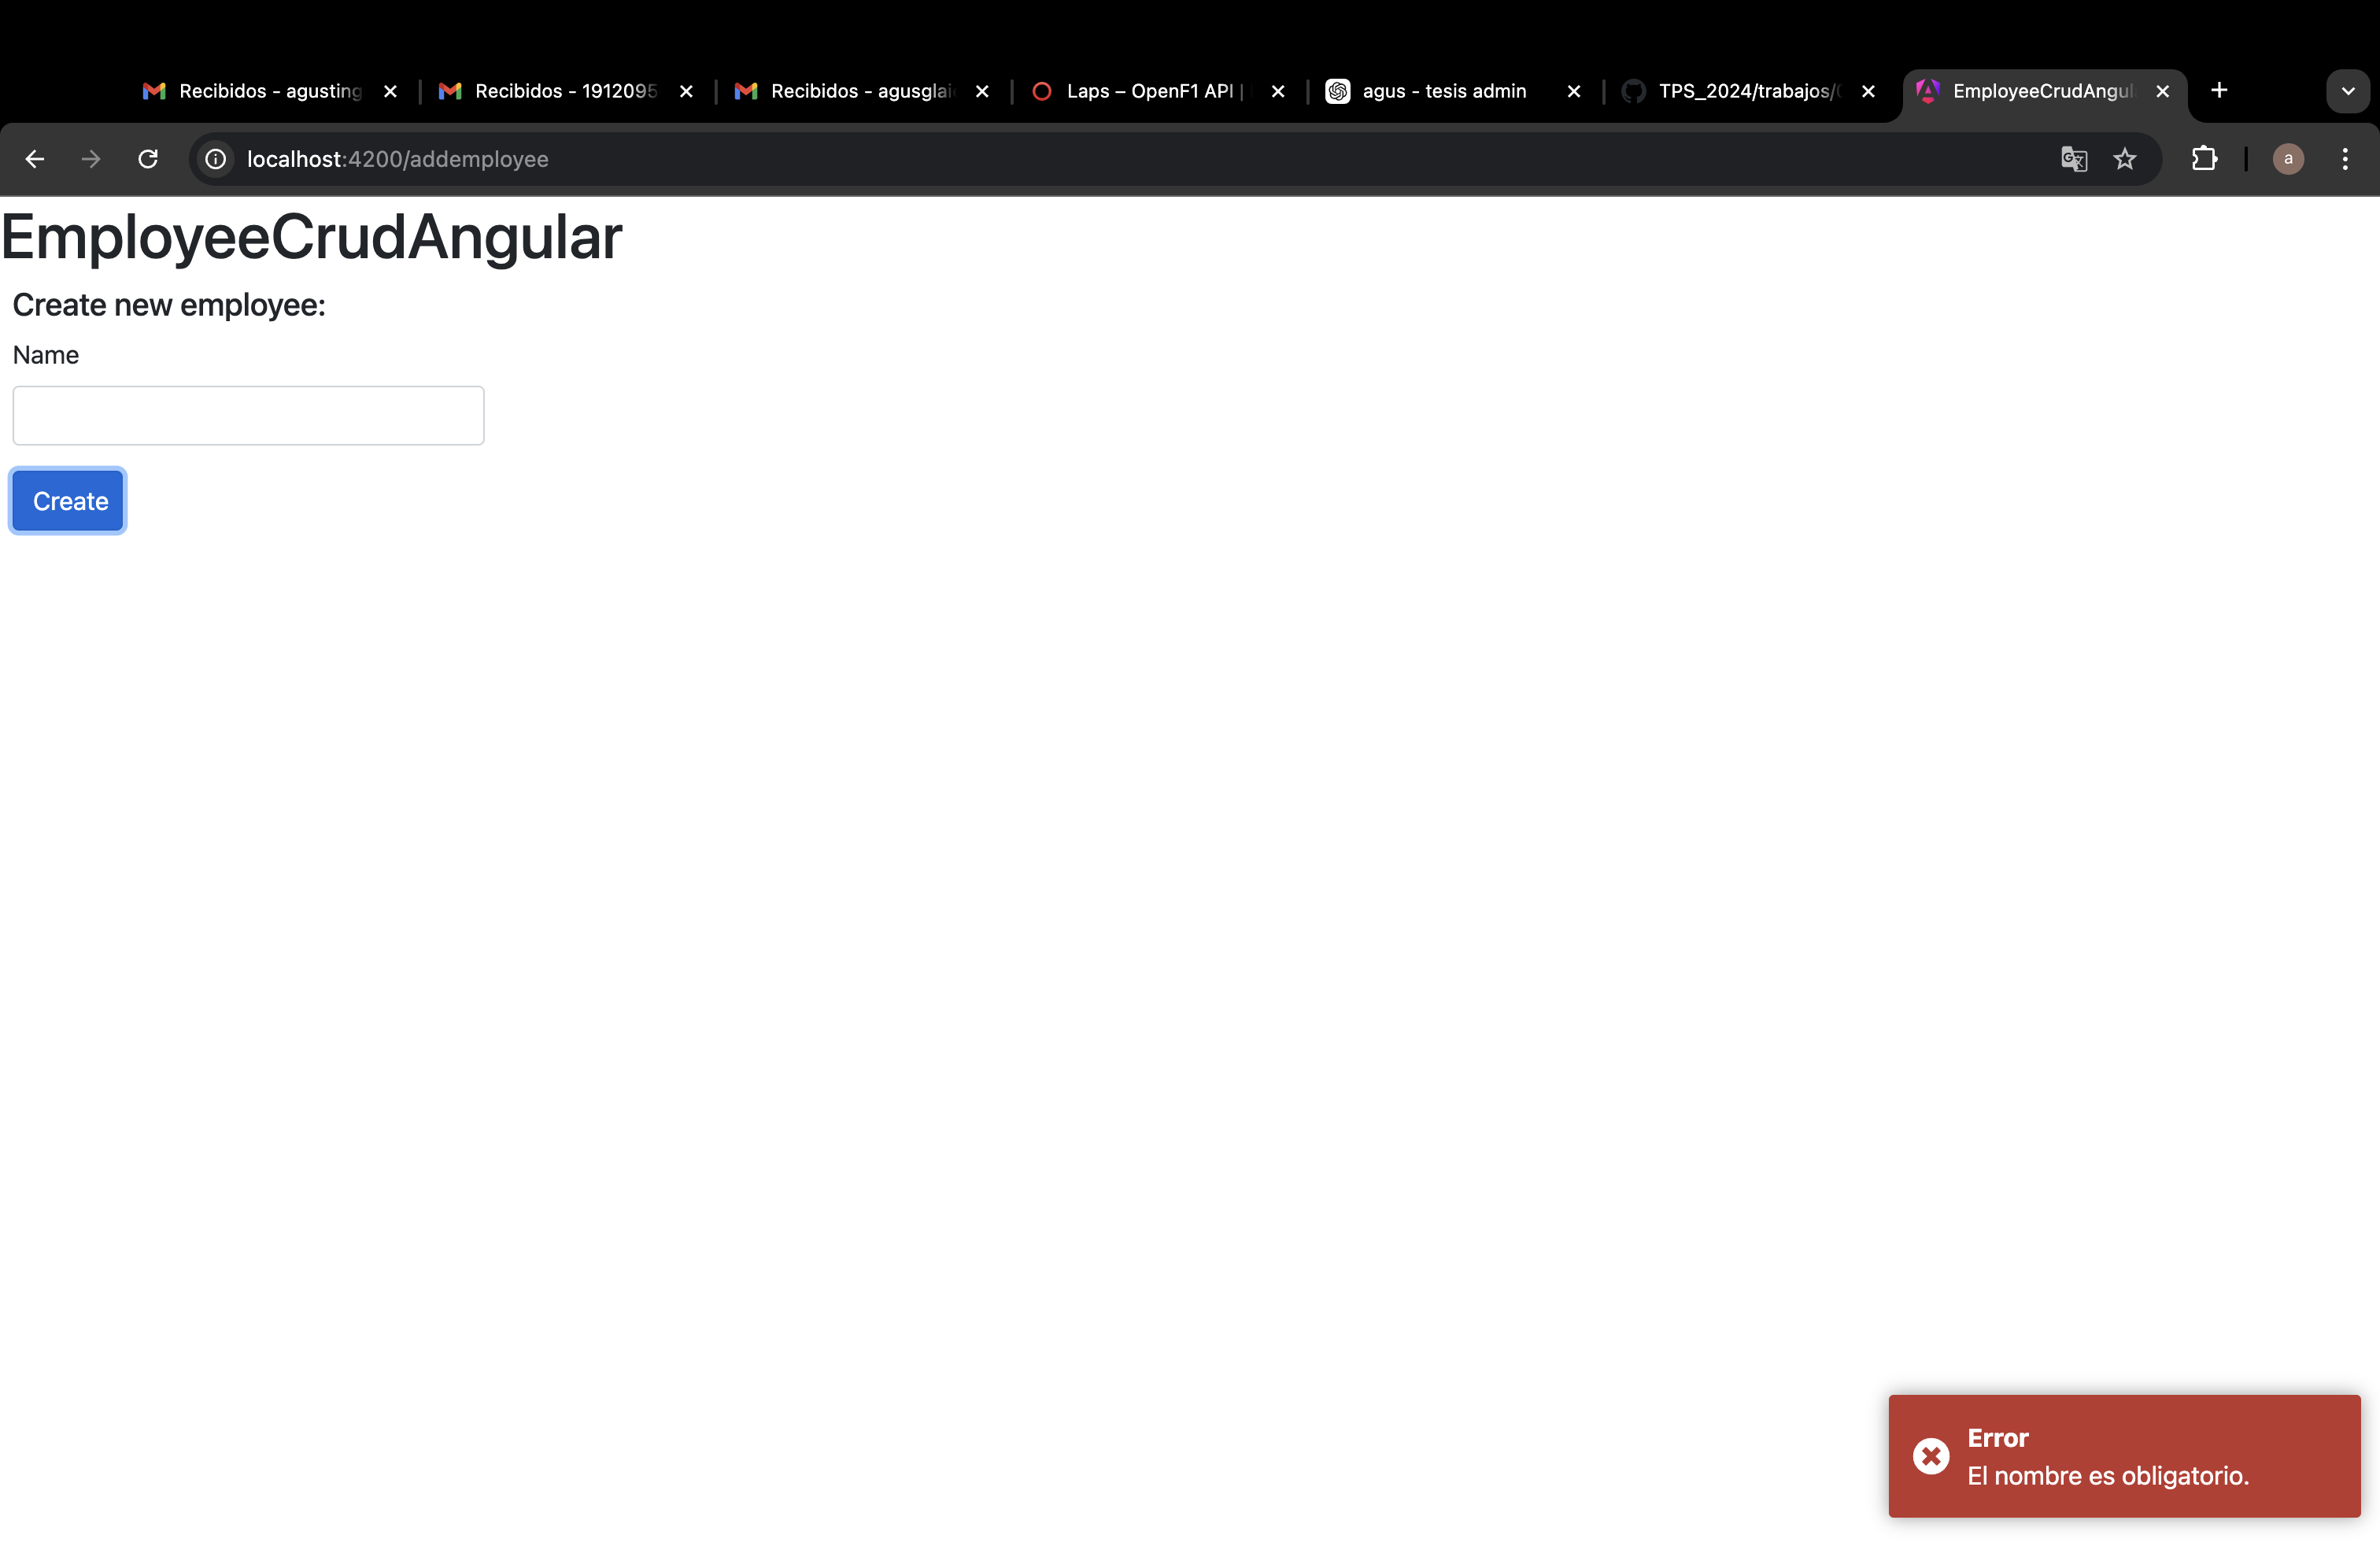 Recibidos - agusting
Recibidos - 1912095
Recibidos - agusglai
Laps – OpenF1 API |
agus - tesis admin
TPS_2024/trabajos/
EmployeeCrudAngul
localhost:4200/addemployee
a
EmployeeCrudAngular
Create new employee:
Name
Create
Error
El nombre es obligatorio.